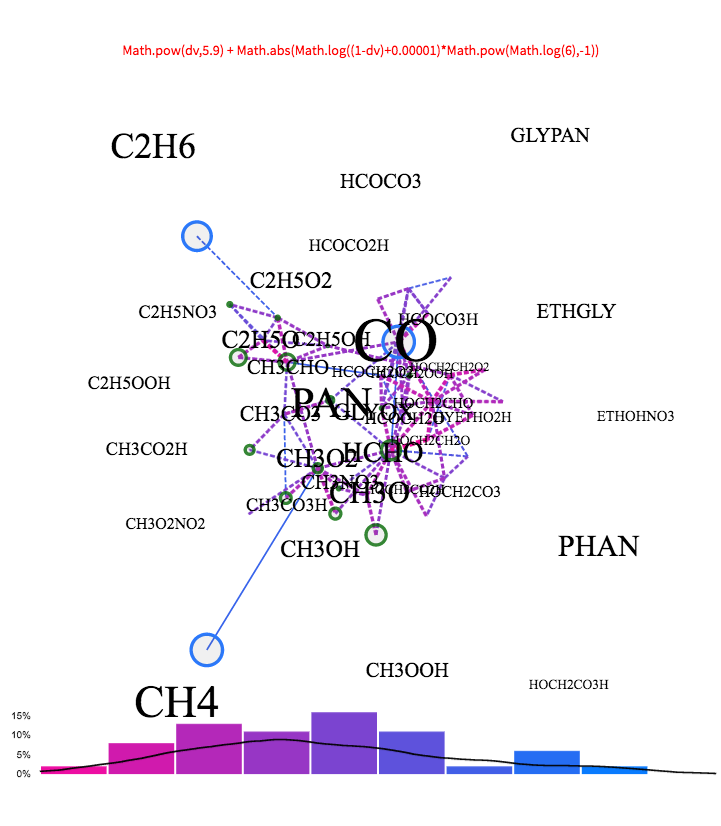 Math.pow(dv,5.9) + Math.abs(Math.log((1-dv)+0.00001)*Math.pow(Math.log(6),-1))
GLYPAN
C2H6
HCOCO3
HCOCO2H
C2H5O2
C2H5NO3
ETHGLY
HCOCO3H
C2H5O
C2H5OH
CO
CH3CHO
HOCH2CH2O2
C2H5OOH
PAN
HOCH2CHO
CH3CO3
GLYOX
HCOCH2O
ETHOHNO3
HOCH2CH2O
CH3CO2H
CH3O2
HCHO
CH3NO3
CH3O
HOCH2CO3
CH3CO3H
CH3O2NO2
CH3OH
PHAN
CH3OOH
HOCH2CO3H
CH4
15%
10%
5%
0%